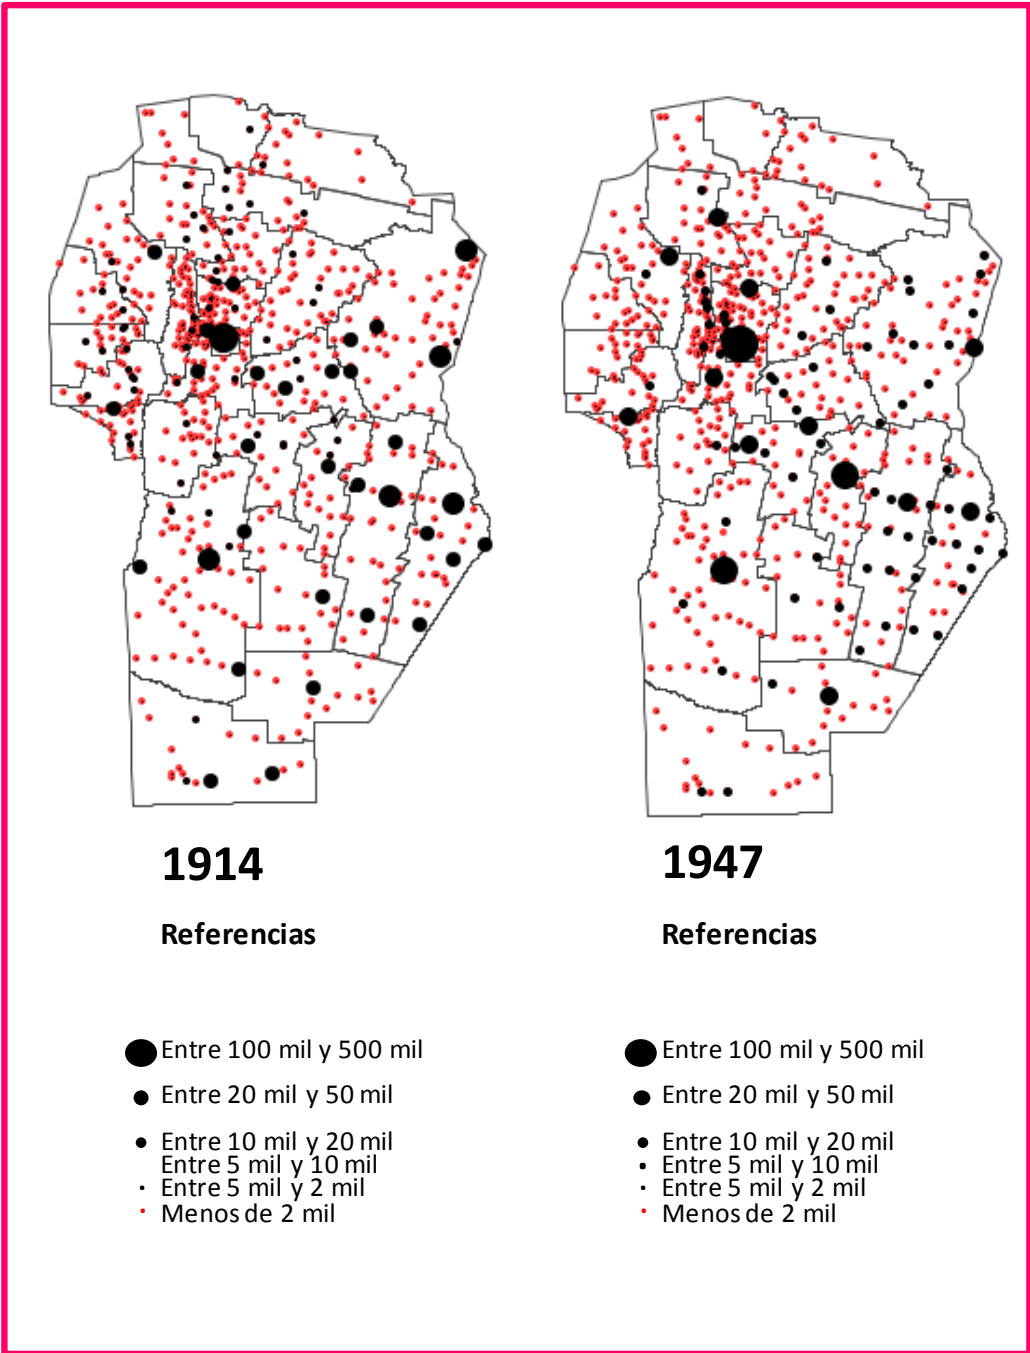 1914
Referencias
Entre 100 mil y 500 mil
Entre 20 mil y 50 mil
Entre 10 mil y 20 mil
Entre 5 mil y 10 mil
Entre 5 mil y 2 mil
Menos de 2 mil
1947
Referencias
Entre 100 mil y 500 mil
Entre 20 mil y 50 mil
Entre 10 mil y 20 mil
Entre 5 mil y 10 mil
Entre 5 mil y 2 mil
Menos de 2 mil